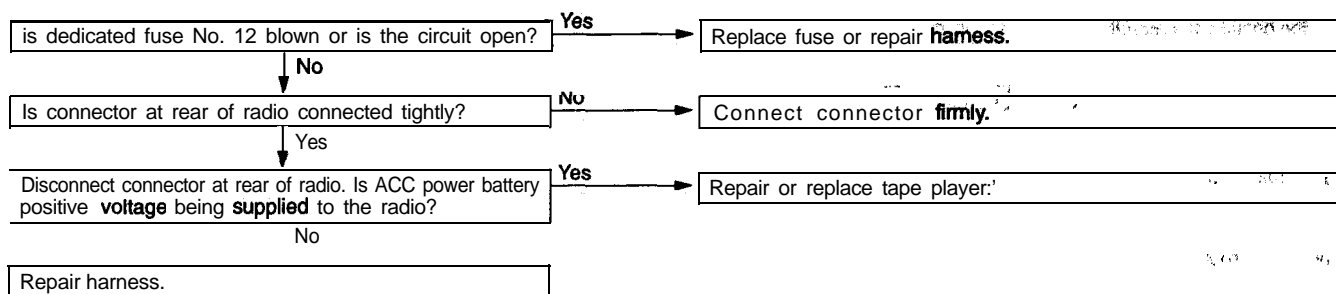 is dedicated fuse No. 12 blown or is the circuit open?
Yes
Replace fuse or repair harness.
No
Is connector at rear of radio connected tightly?
No
Connect connector firmly.
Yes
Disconnect connector at rear of radio. Is ACC power battery
positive voltage being supplied to the radio?
Yes
Repair or replace tape player:'
No
Repair harness.